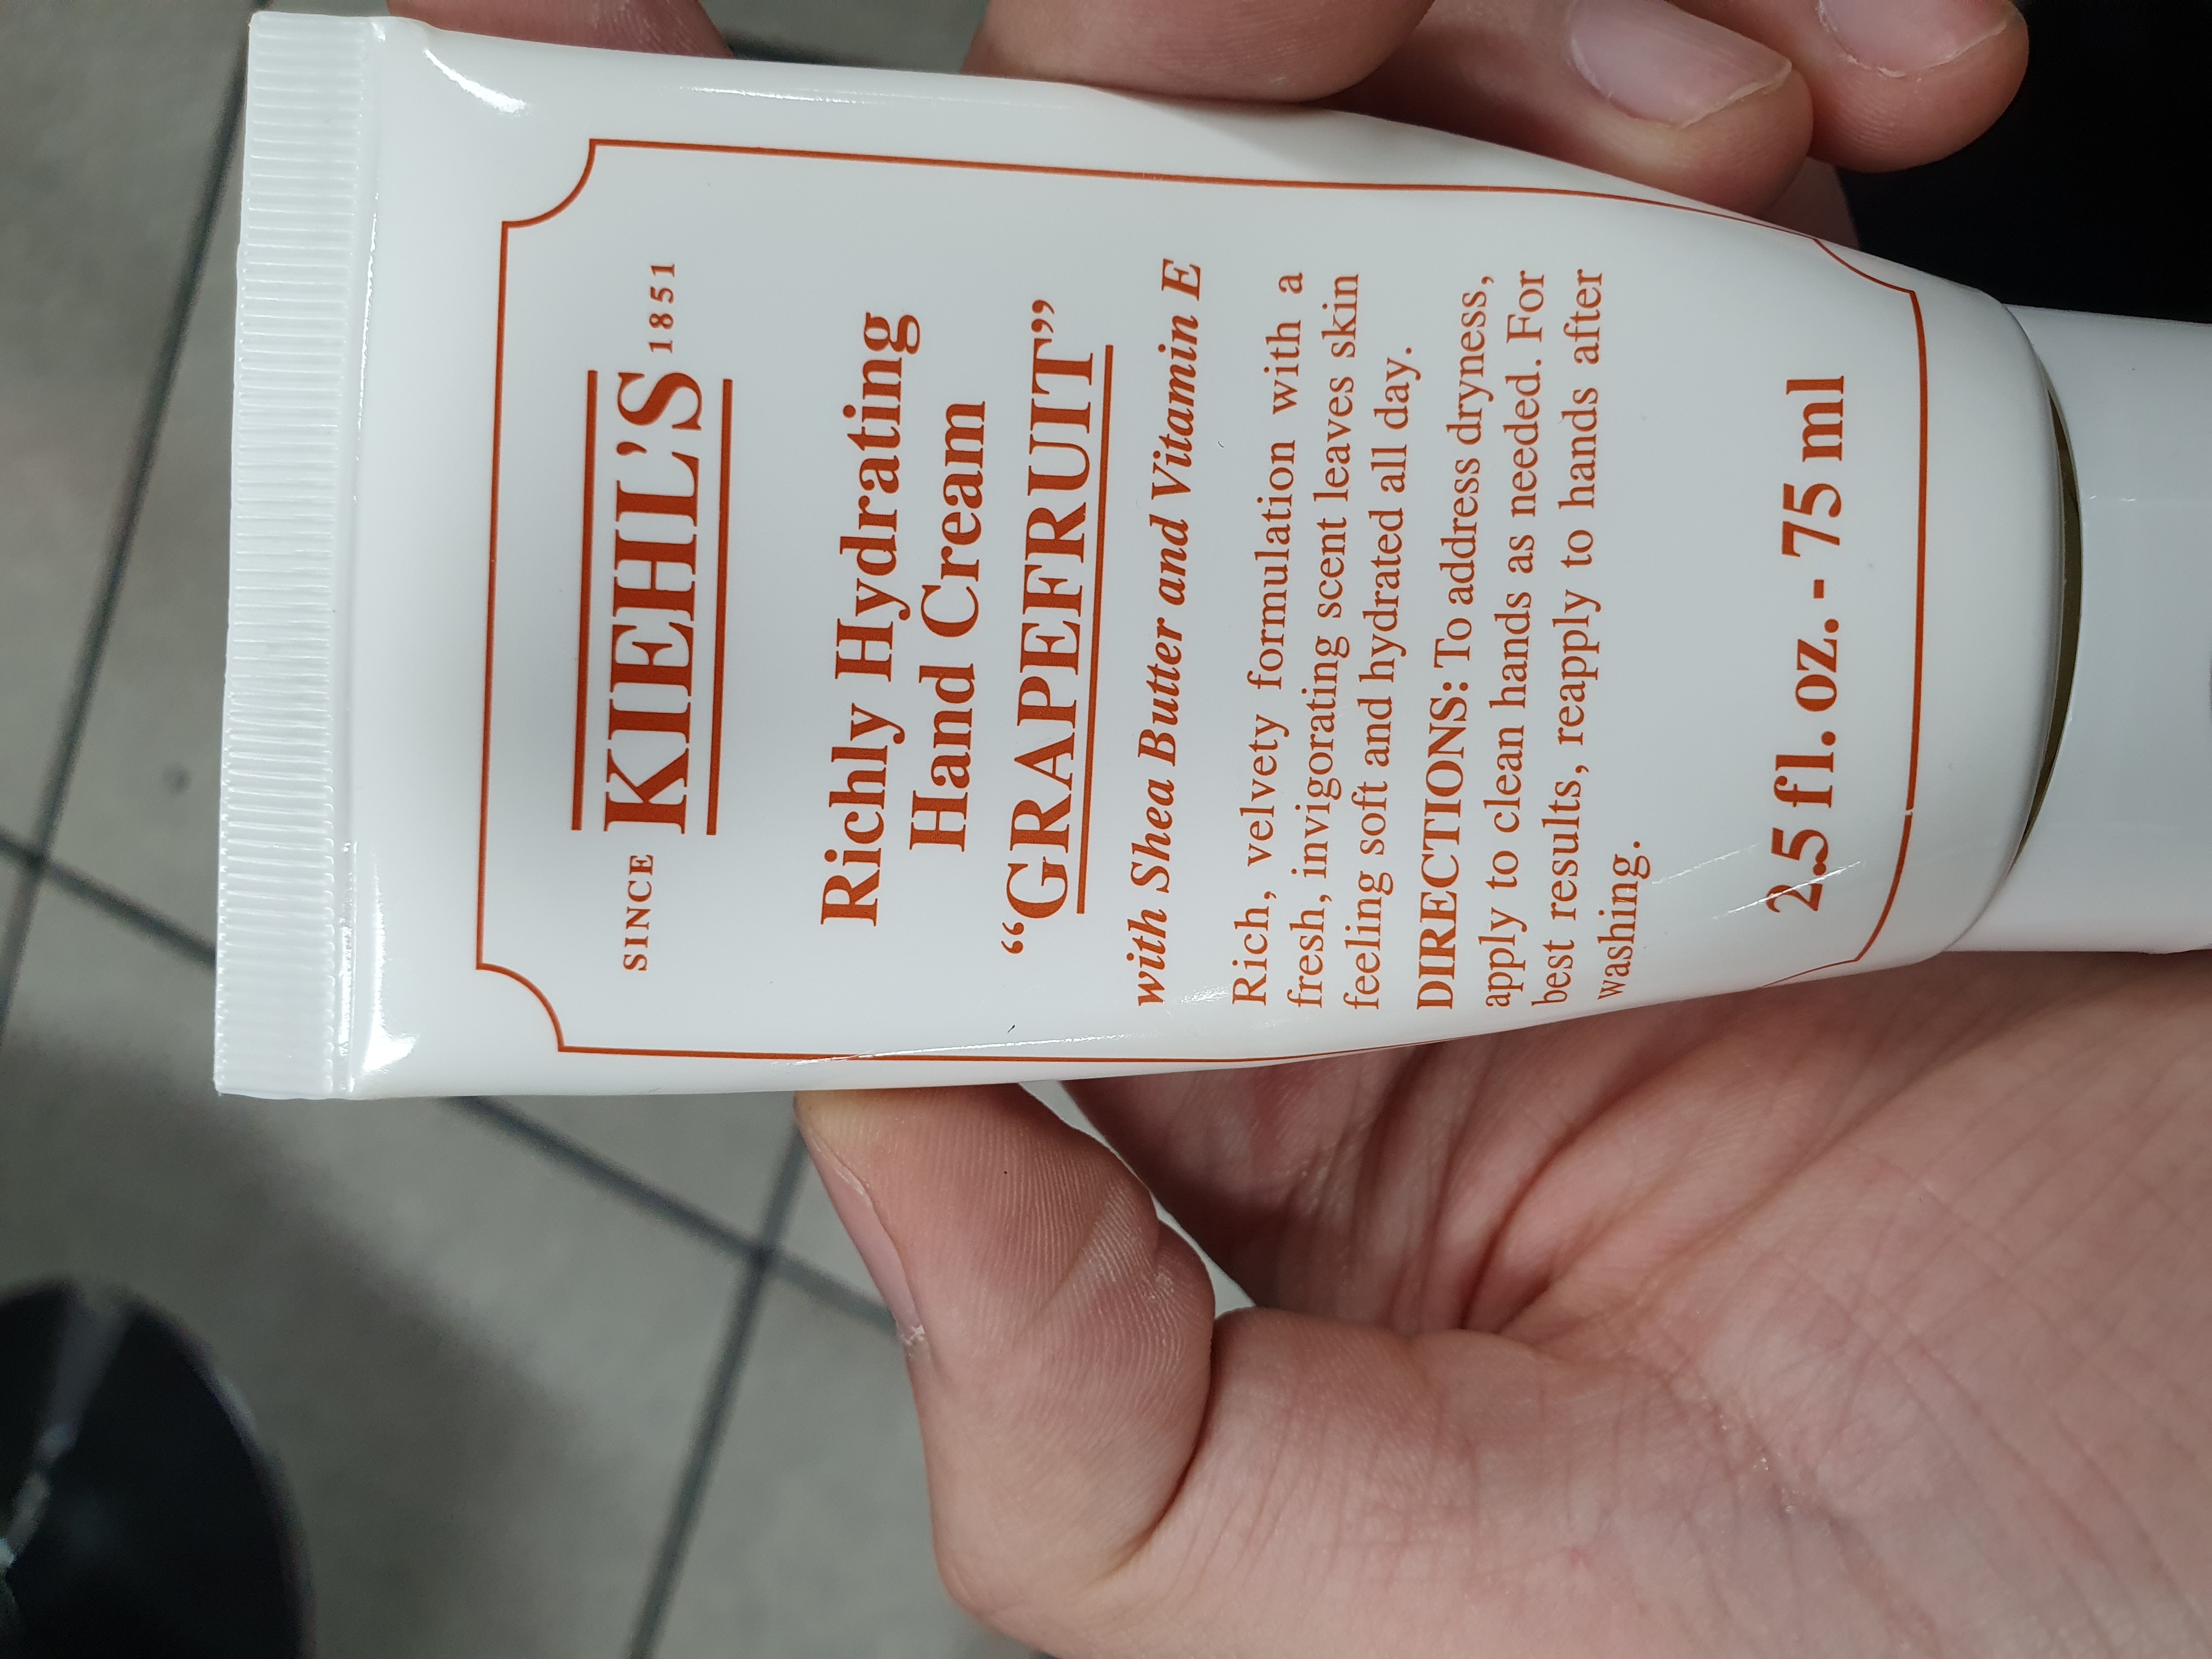 SINCE KIEHL'S 1851
Richly Hydrating
Hand Cream
“GRAPEFRUIT”
with Shea Butter and Vitamin E
Rich, velvety formulation with a
fresh, invigorating scent leaves skin
feeling soft and hydrated all day.
DIRECTIONS: To address dryness,
apply to clean hands as needed. For
best results, reapply to hands after
washing.
2.5 fl. oz. - 75 ml